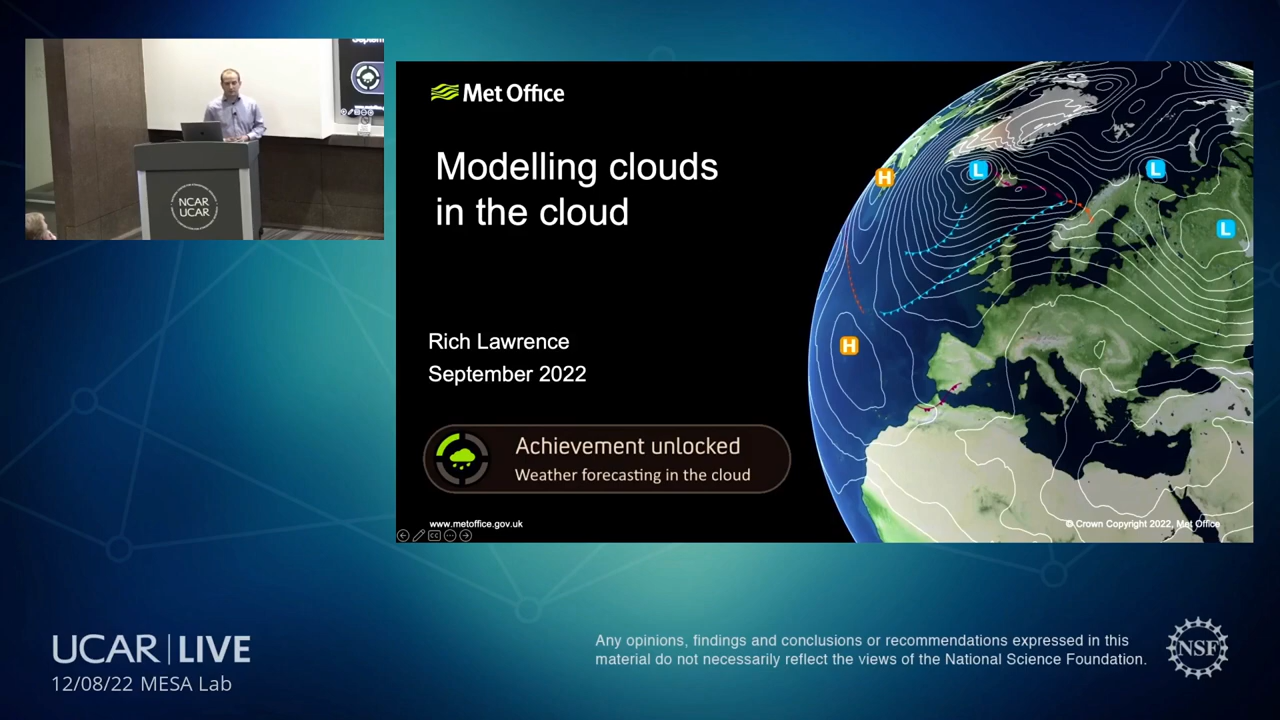 NCAR
UCAR
Met Office
Modelling clouds
in the cloud
Rich Lawrence
September 2022
Achievement unlocked
Weather forecasting in the cloud
www.metoffice.gov.uk
© Crown Copyright 2022, Met Office
H
L
L
L
H
CC
UCAR | LIVE
12/08/22 MESA Lab
Any opinions, findings and conclusions or recommendations expressed in this
material do not necessarily reflect the views of the National Science Foundation.
NSF